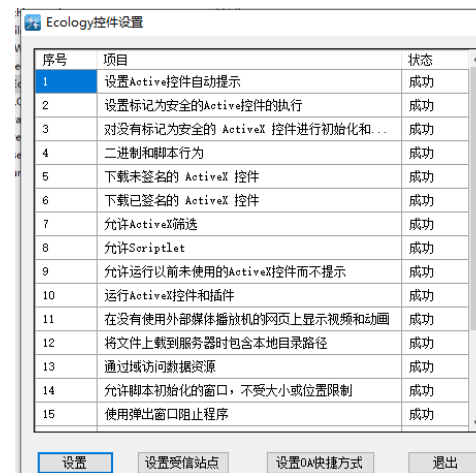 Ecology控件设置
序号 项目 状态
1 设置Active控件自动提示 成功
2 设置标记为安全的Active控件的执行 成功
3 对没有标记为安全的 ActiveX 控件进行初始化和... 成功
4 二进制和脚本行为 成功
5 下载未签名的 ActiveX 控件 成功
6 下载已签名的 ActiveX 控件 成功
7 允许ActiveX筛选 成功
8 允许Scriptlet 成功
9 允许运行以前未使用的ActiveX控件而不提示 成功
10 运行ActiveX控件和插件 成功
11 在没有使用外部媒体播放机的网页上显示视频和动画 成功
12 将文件上载到服务器时包含本地目录路径 成功
13 通过域访问数据资源 成功
14 允许脚本初始化的窗口，不受大小或位置限制 成功
15 使用弹出窗口阻止程序 成功
设置 设置受信站点 设置OA快捷方式 退出